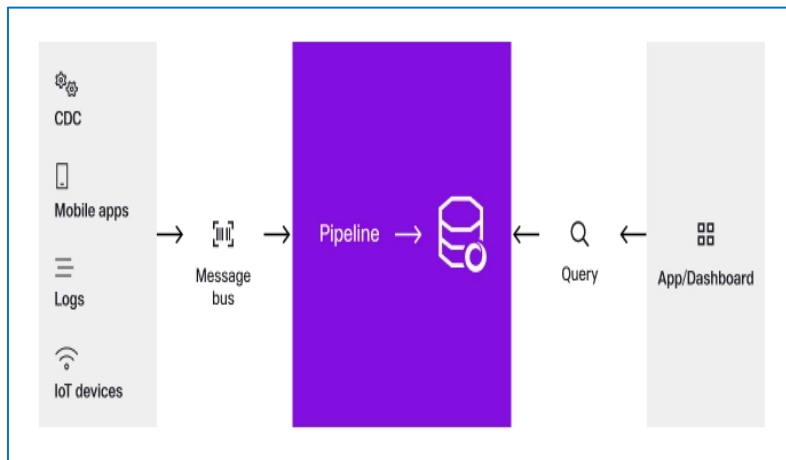 CDC
Mobile apps
Logs
IoT devices
Message
bus
Pipeline
Query
App/Dashboard